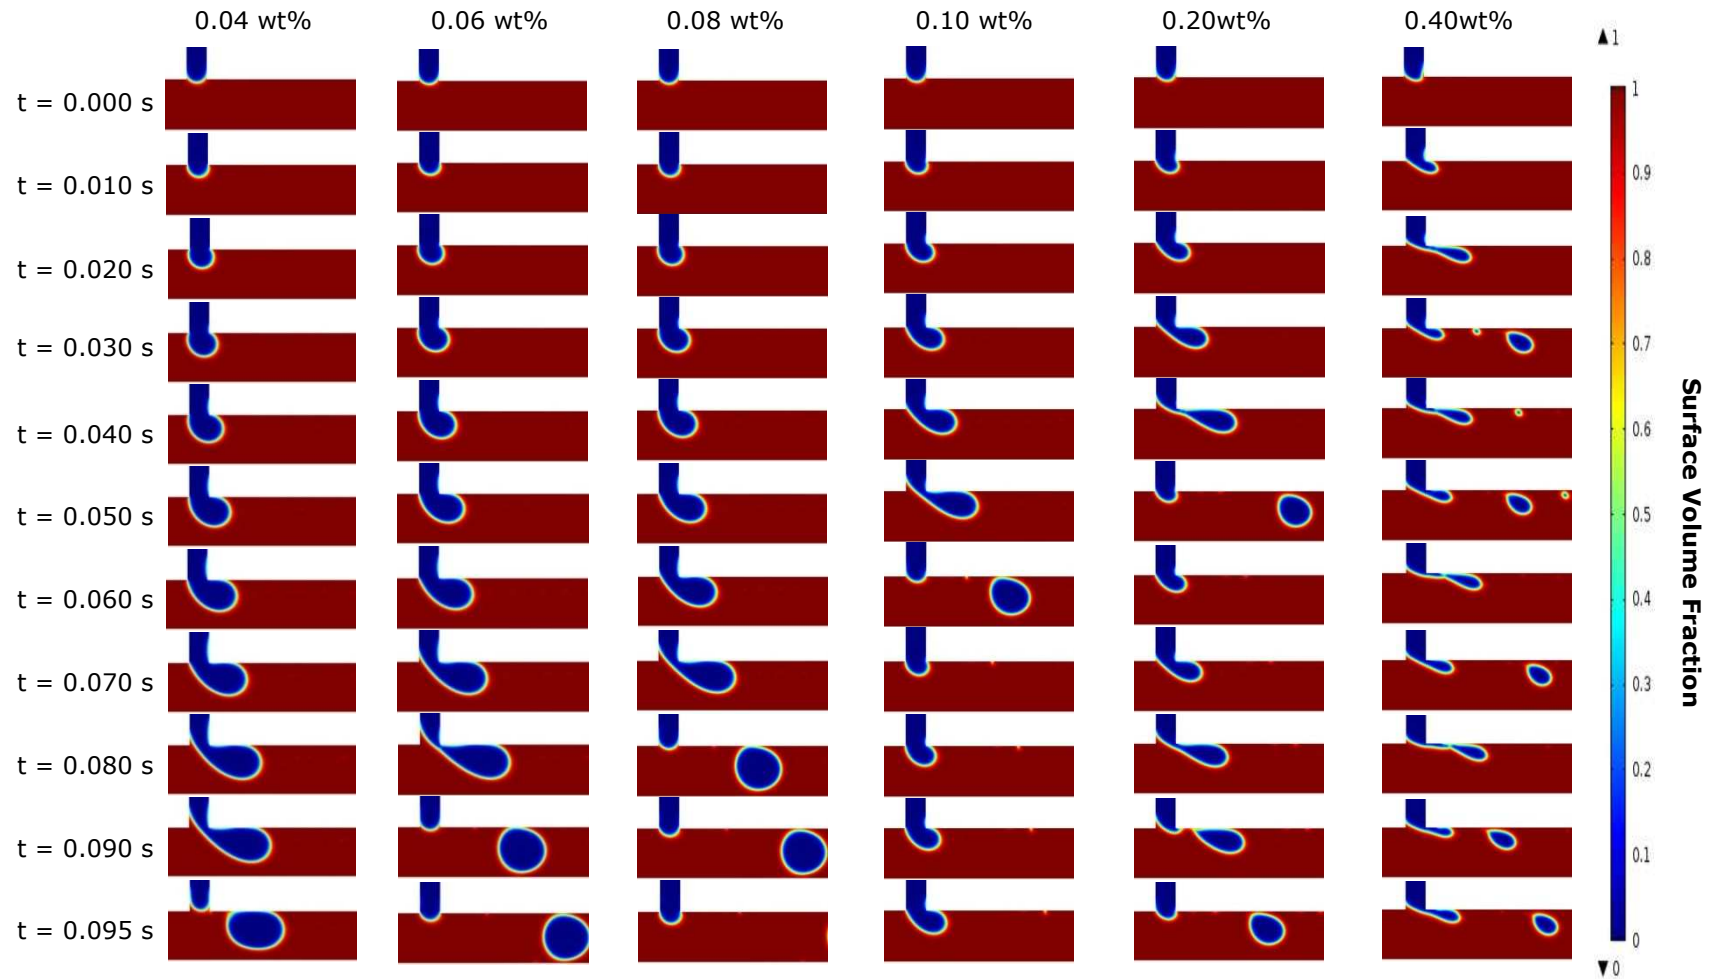 0.04 wt% 0.06 wt% 0.08 wt% 0.10 wt% 0.20wt% 0.40wt%
▲ 1
t = 0.000 s
1
t = 0.010 s
0.9
t = 0.020 s
0.8
t = 0.030 s
0.7
t = 0.040 s
0.6
t = 0.050 s
0.5
t = 0.060 s
0.4
t = 0.070 s
0.3
t = 0.080 s
0.2
t = 0.090 s
0.1
t = 0.095 s
0
▼ 0
Surface Volume Fraction